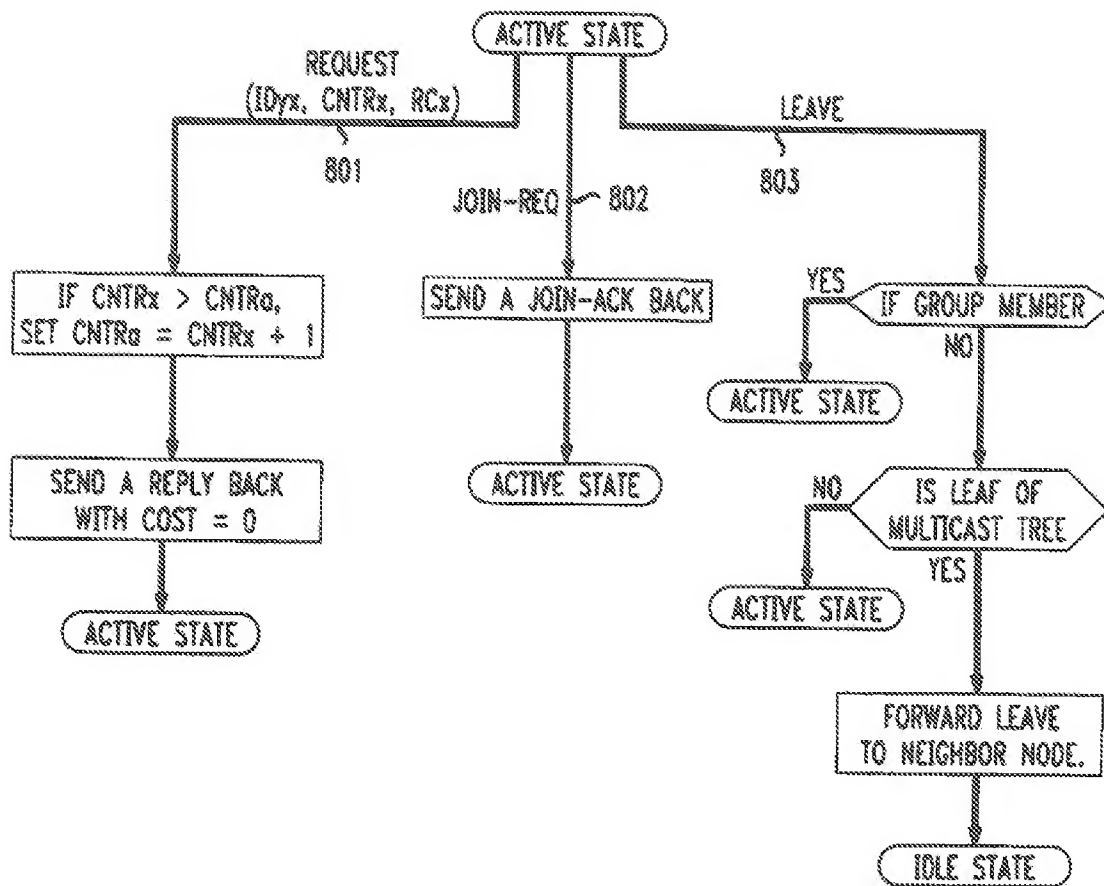 ACTIVE STATE
REQUEST
(IDyx, CNTRx, RCx)
801
JOIN-REQ
802
LEAVE
803
IF CNTRx > CNTRa,
SET CNTRa = CNTRx + 1
SEND A REPLY BACK
WITH COST = 0
ACTIVE STATE
SEND A JOIN-ACK BACK
ACTIVE STATE
IF GROUP MEMBER
YES
NO
ACTIVE STATE
IS LEAF OF
MULTICAST TREE
NO
YES
ACTIVE STATE
FORWARD LEAVE
TO NEIGHBOR NODE.
IDLE STATE